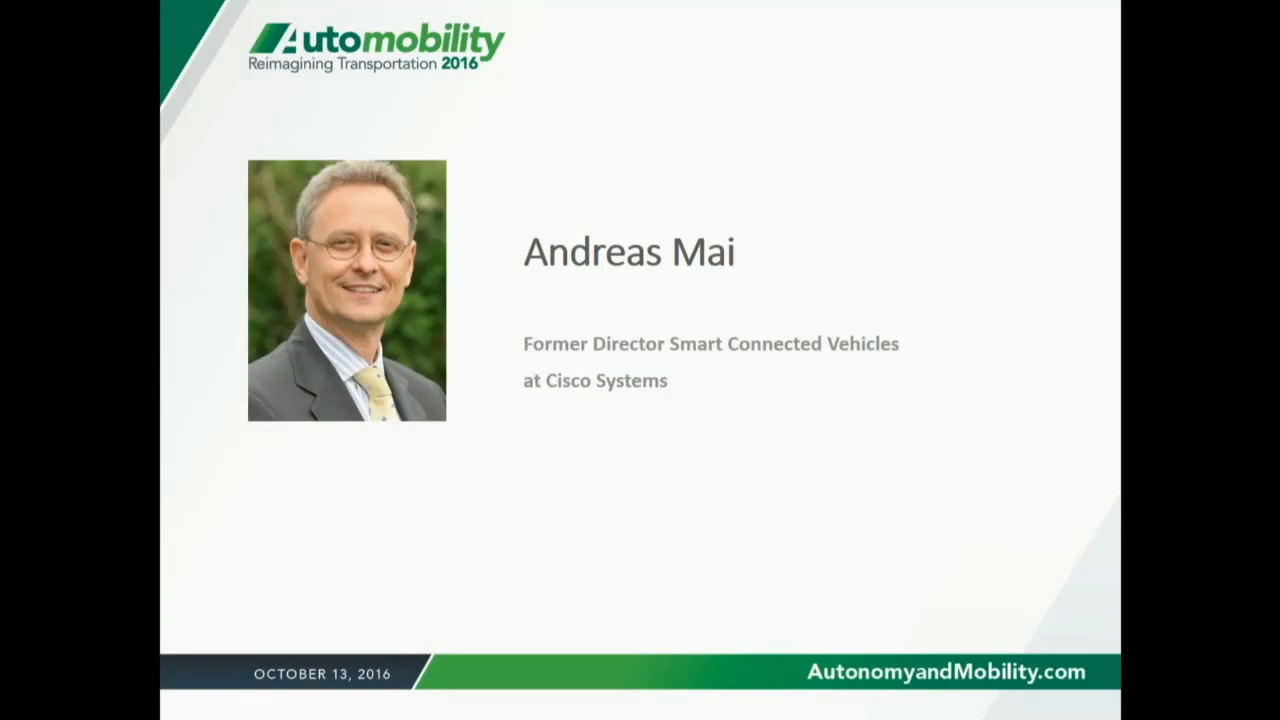 Automobility
Reimagining Transportation 2016
Andreas Mai
Former Director Smart Connected Vehicles
at Cisco Systems
OCTOBER 13, 2016
AutonomyandMobility.com